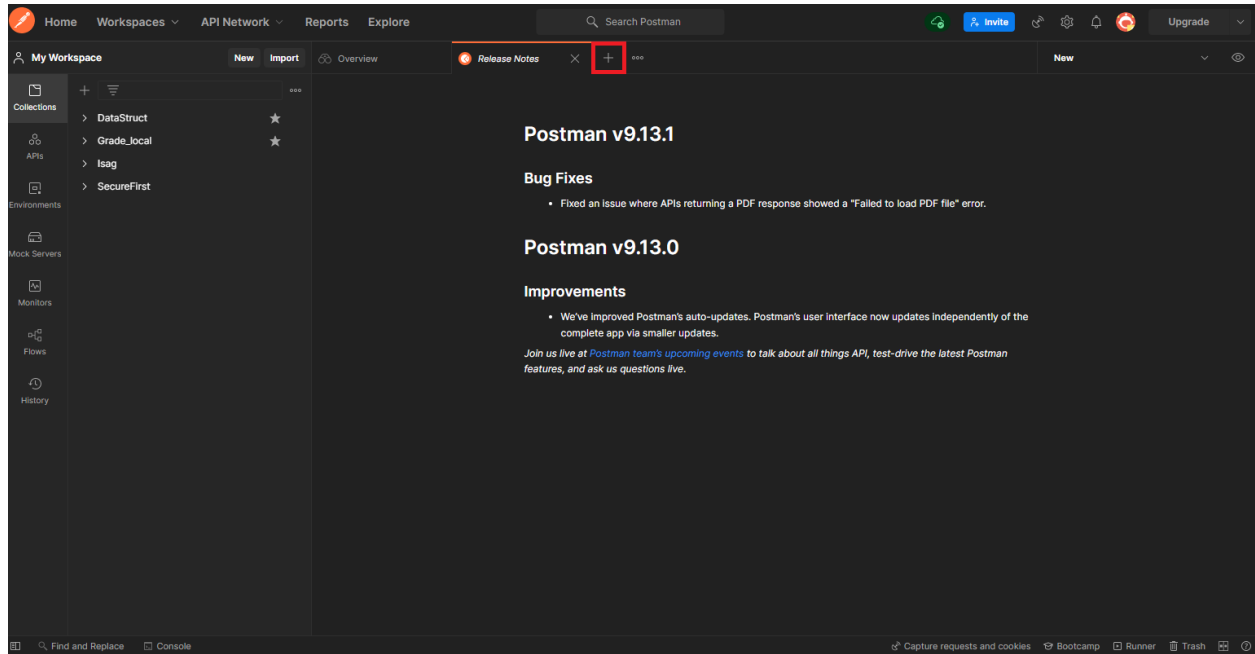 Home Workspaces API Network Reports Explore Search Postman Invite Upgrade
My Workspace New Import Overview Release Notes New
Collections
DataStruct
Grade_local
APIs
Isag
SecureFirst
Environments
Mock Servers
Monitors
Flows
History
Postman v9.13.1
Bug Fixes
• Fixed an issue where APIs returning a PDF response showed a "Failed to load PDF file" error.
Postman v9.13.0
Improvements
• We've improved Postman's auto-updates. Postman's user interface now updates independently of the
complete app via smaller updates.
Join us live at Postman team's upcoming events to talk about all things API, test-drive the latest Postman
features, and ask us questions live.
Find and Replace Console Capture requests and cookies Bootcamp Runner Trash